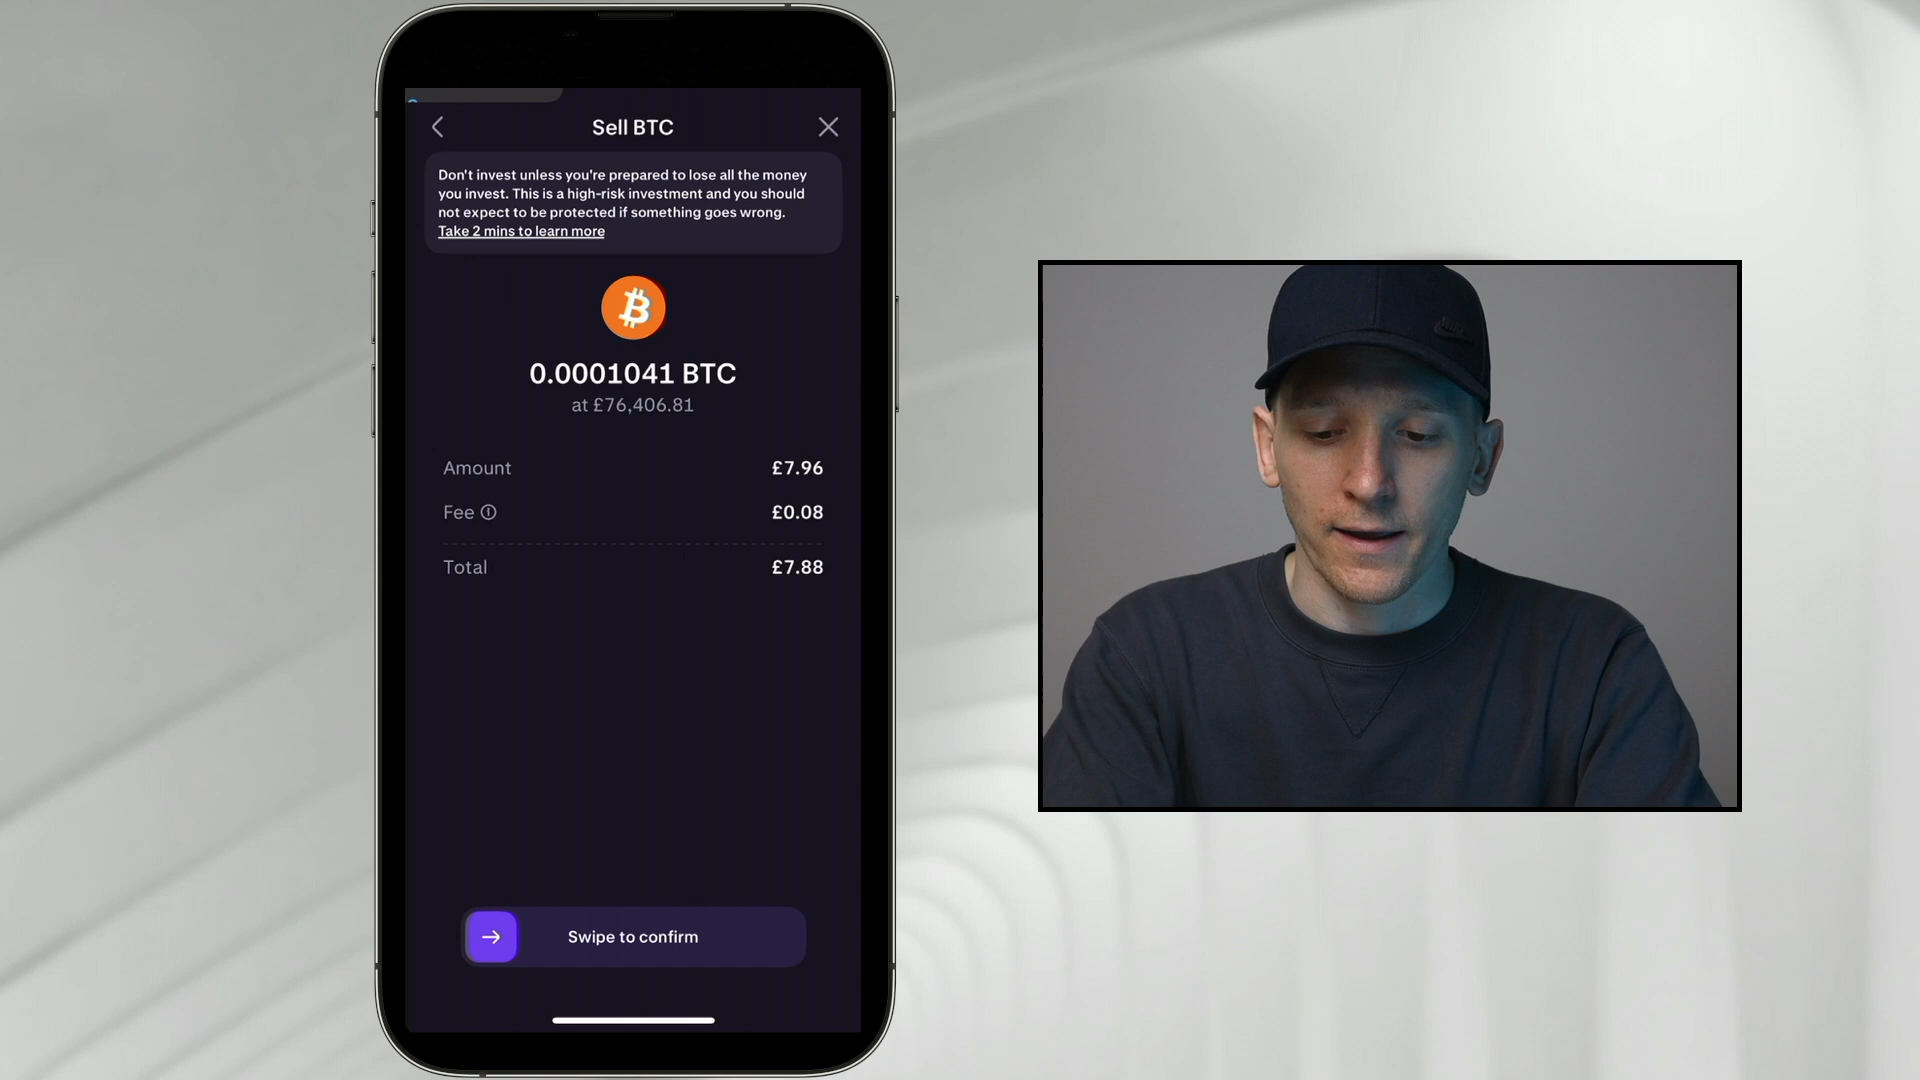 Sell BTC
Don't invest unless you're prepared to lose all the money
you invest. This is a high-risk investment and you should
not expect to be protected if something goes wrong.
Take 2 mins to learn more
0.0001041 BTC
at £76,406.81
Amount £7.96
Fee £0.08
Total £7.88
Swipe to confirm